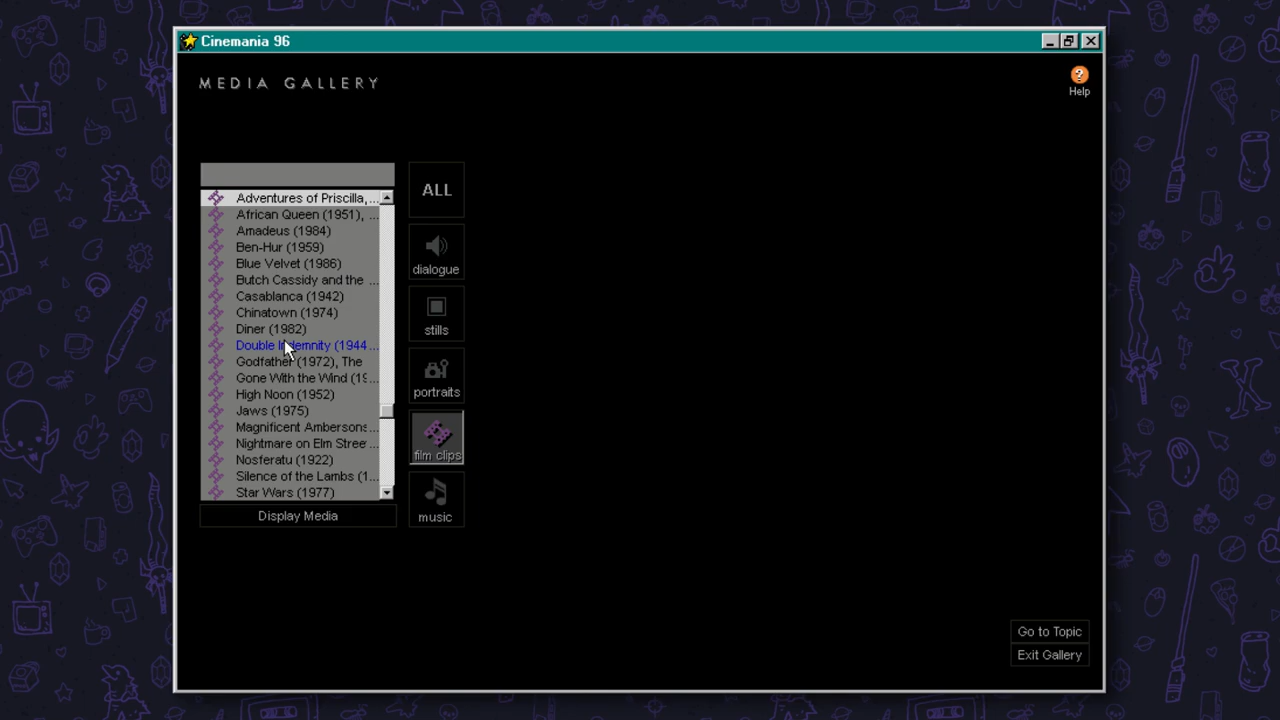 Cinemania 96
MEDIA GALLERY
Help
Adventures of Priscilla, ...
African Queen (1951), ...
Amadeus (1984)
Ben-Hur (1959)
Blue Velvet (1986)
Butch Cassidy and the ...
Casablanca (1942)
Chinatown (1974)
Diner (1982)
Double Indemnity (1944 ...
Godfather (1972), The
Gone With the Wind (19...
High Noon (1952)
Jaws (1975)
Magnificent Ambersons ...
Nightmare on Elm Stree ...
Nosferatu (1922)
Silence of the Lambs (1...
Star Wars (1977)
Display Media
ALL
dialogue
stills
portraits
film clips
music
Go to Topic
Exit Gallery